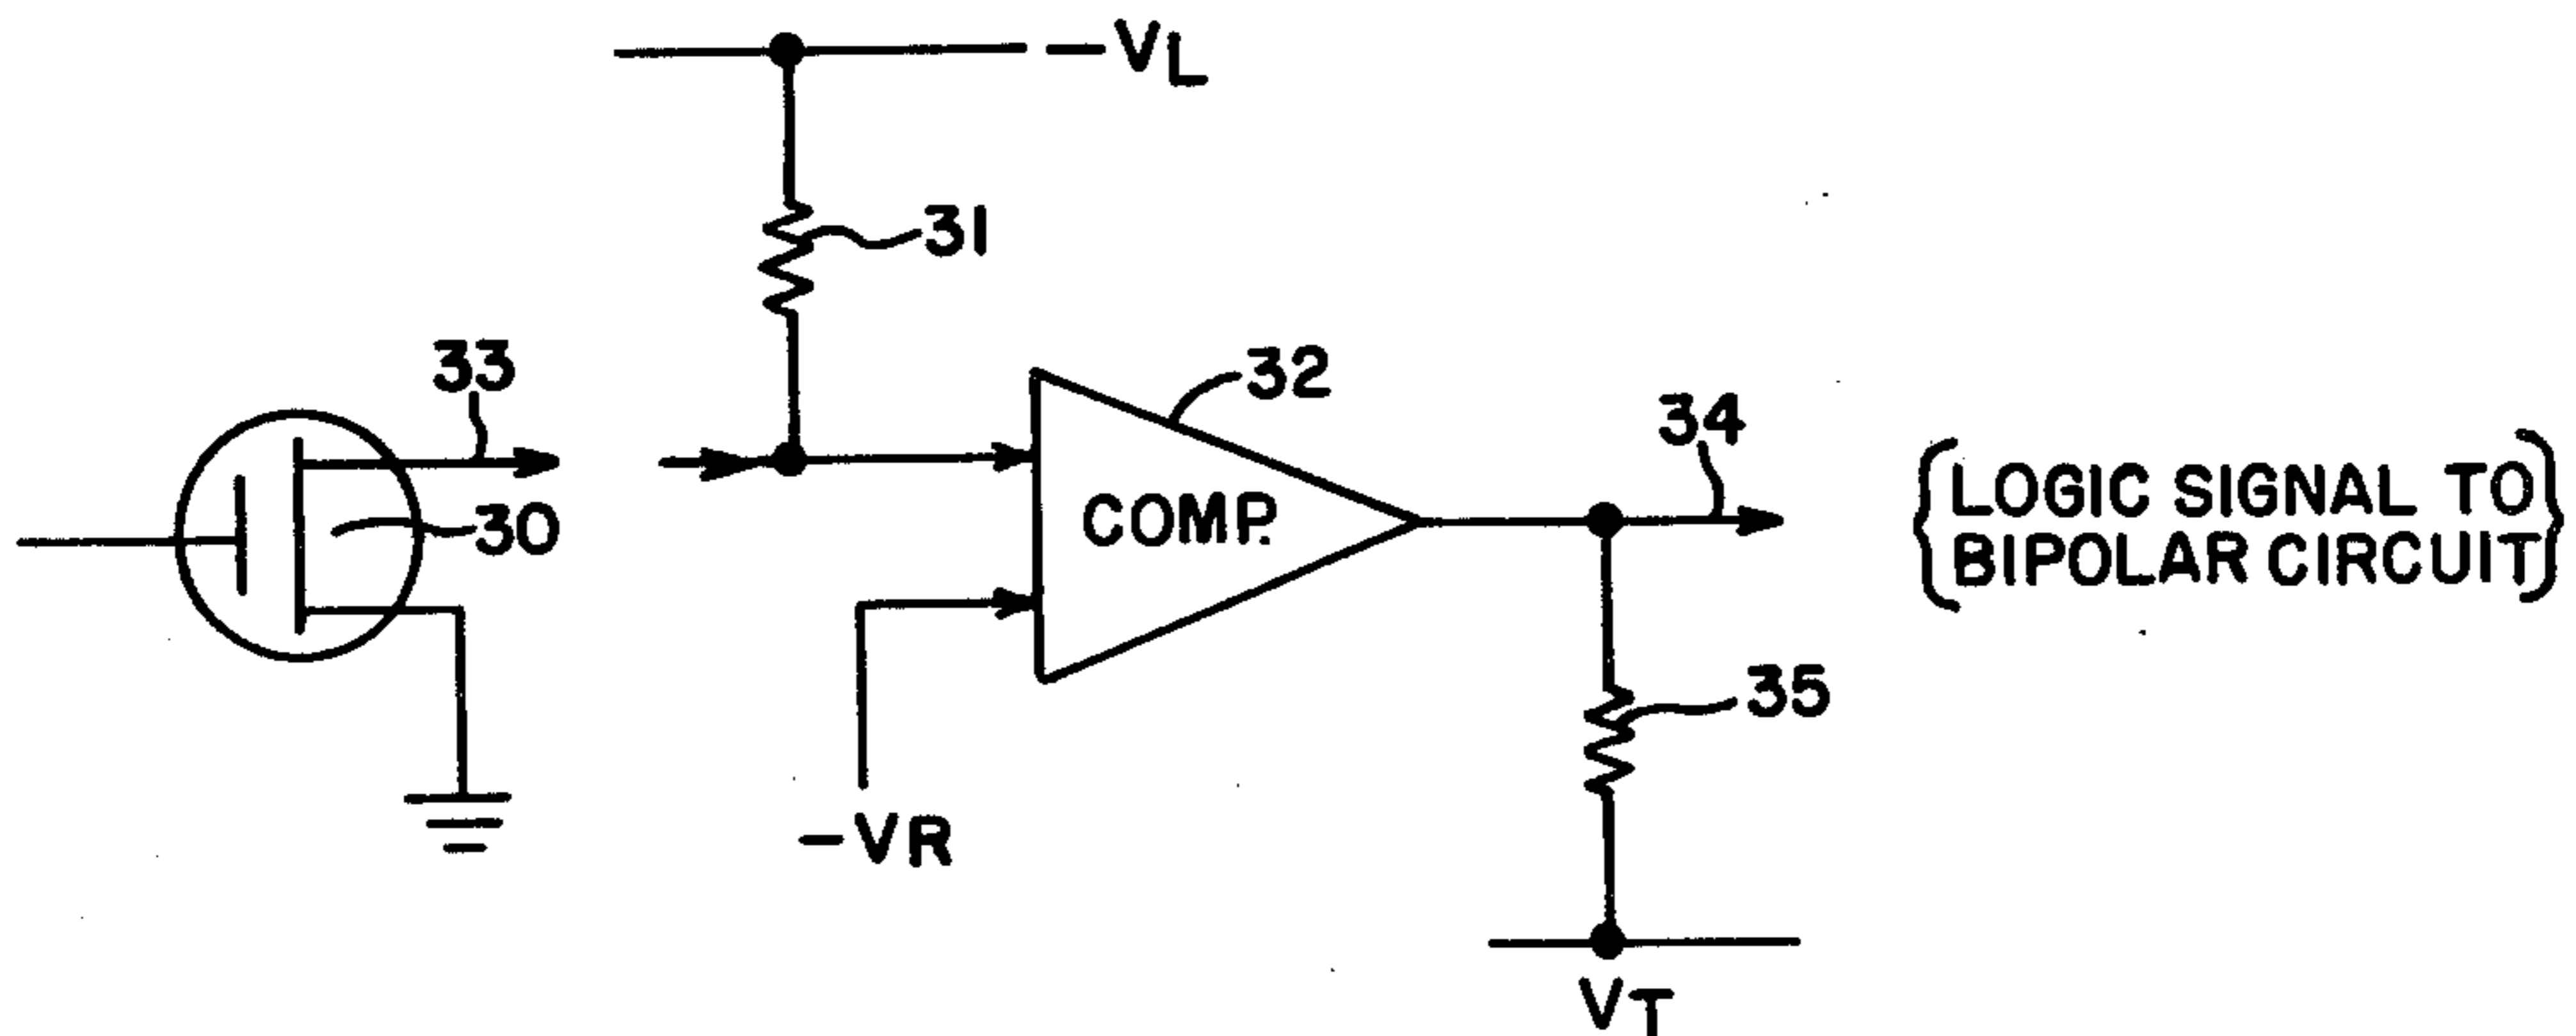 -VL
31
33
32
34
30
COMP.
{LOGIC SIGNAL TO
BIPOLAR CIRCUIT}
35
-VR
VT